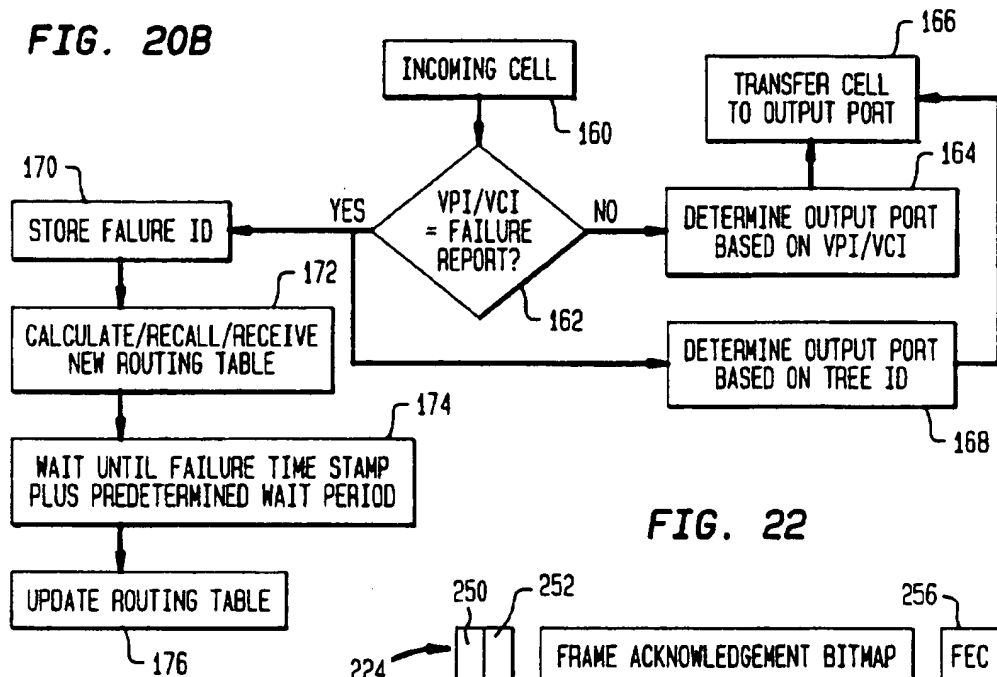 FIG. 20B
INCOMING CELL
160
VPI/VCI
= FAILURE
REPORT?
162
YES
NO
166
TRANSFER CELL
TO OUTPUT PORT
164
DETERMINE OUTPUT PORT
BASED ON VPI/VCI
DETERMINE OUTPUT PORT
BASED ON TREE ID
168
170
STORE FALURE ID
172
CALCULATE/RECALL/RECEIVE
NEW ROUTING TABLE
174
WAIT UNTIL FAILURE TIME STAMP
PLUS PREDETERMINED WAIT PERIOD
UPDATE ROUTING TABLE
176
FIG. 22
224
250
252
FRAME ACKNOWLEDGEMENT BITMAP
256
FEC